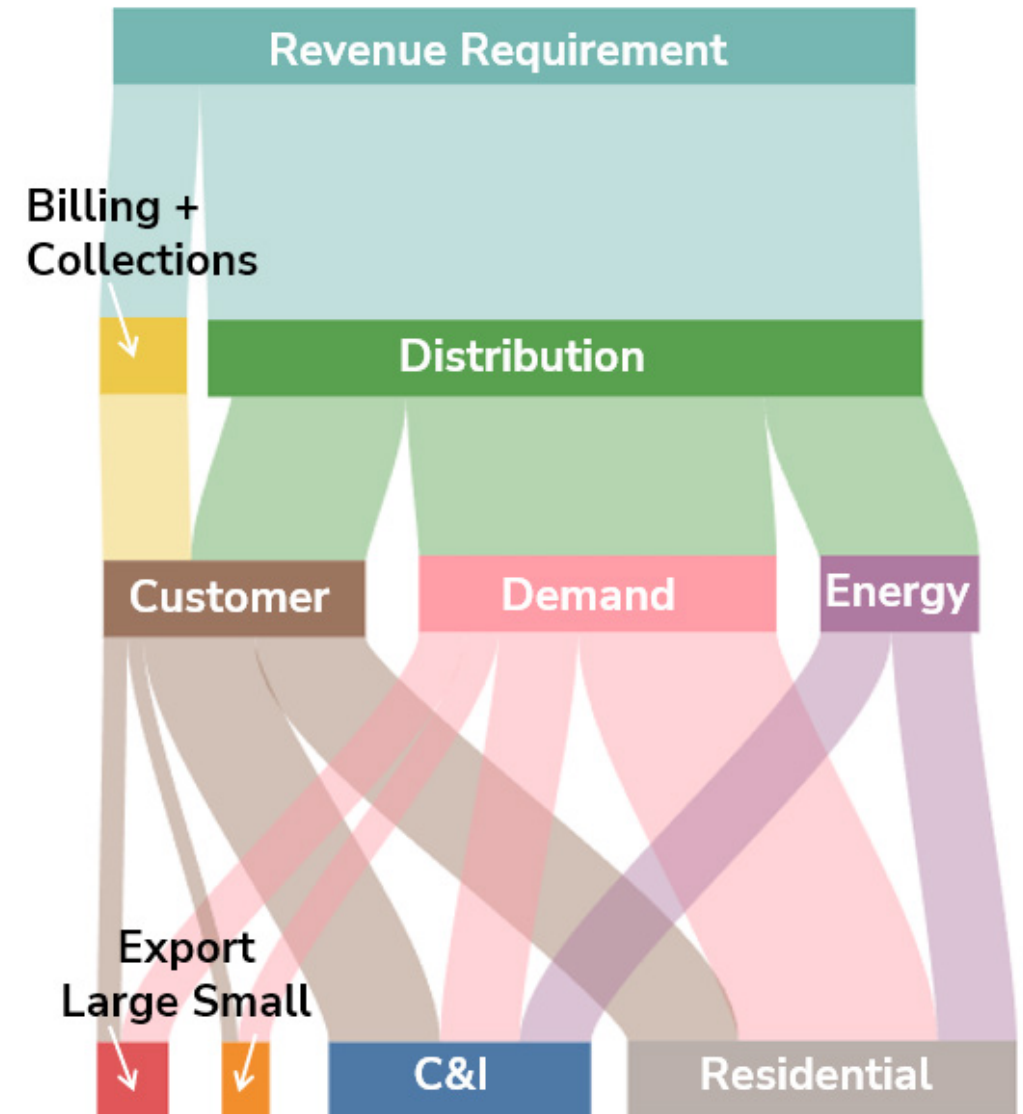 Revenue Requirement
Billing +
Collections
Distribution
Customer
Demand
Energy
Export
Large Small
C&I
Residential